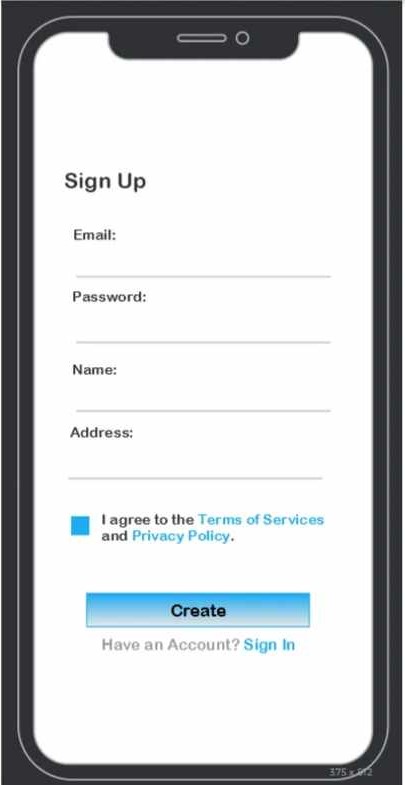 Sign Up
Email:
Password:
Name:
Address:
I agree to the Terms of Services
and Privacy Policy.
Create
Have an Account? Sign In
375 x 812